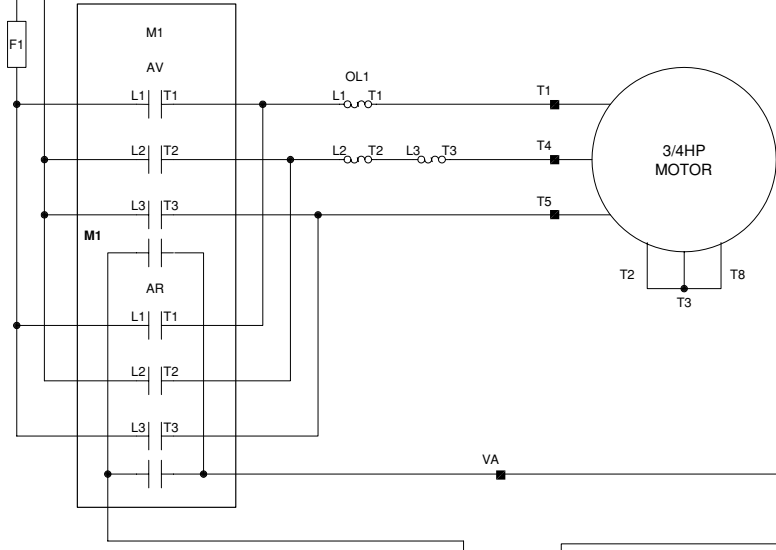 F1
M1
AV
OL1
L1 T1 L1 T1 T1
L2 T2 L2 T2 L3 T3 T4
3/4HP
MOTOR
L3 T3 T5
M1
T2 T8
T3
AR
L1 T1
L2 T2
L3 T3
VA